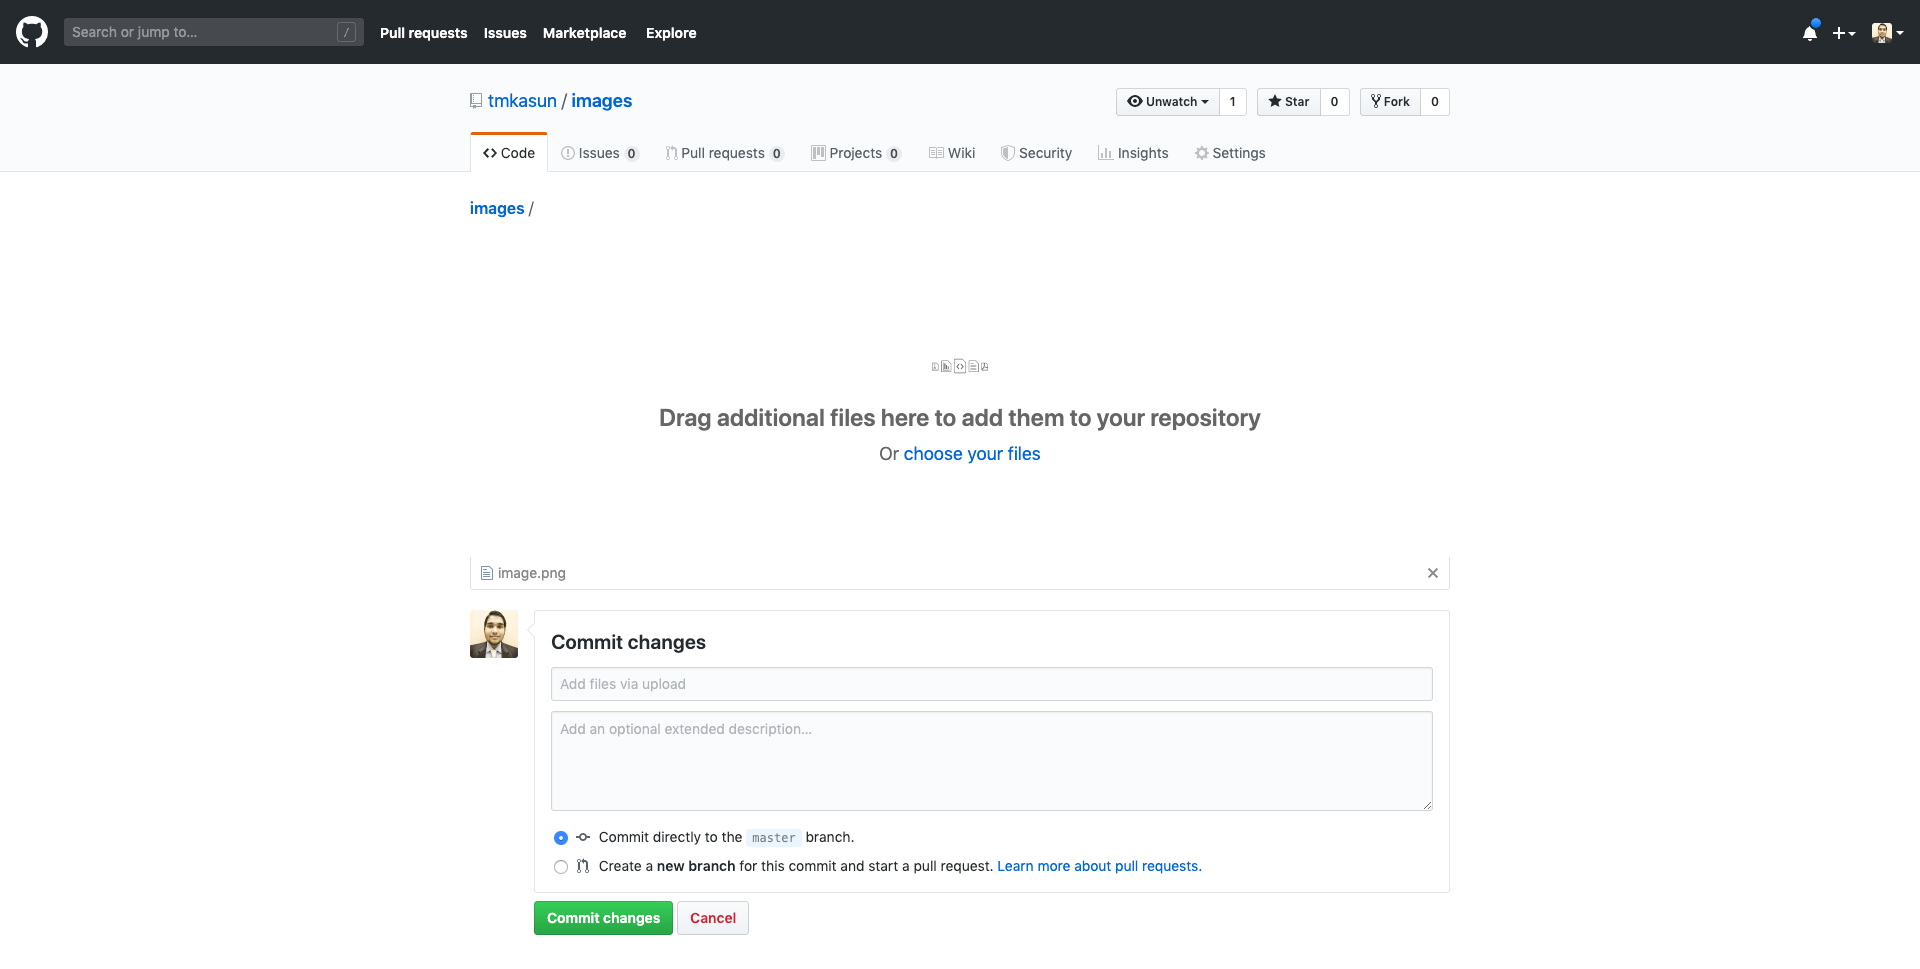 Search or jump to... /
Pull requests Issues Marketplace Explore
tmkasun / images
Unwatch 1 Star 0 Fork 0
Code Issues 0 Pull requests 0 Projects 0 Wiki Security Insights Settings
images /
Drag additional files here to add them to your repository
Or choose your files
image.png
Commit changes
Add files via upload
Add an optional extended description...
Commit directly to the master branch.
Create a new branch for this commit and start a pull request. Learn more about pull requests.
Commit changes Cancel